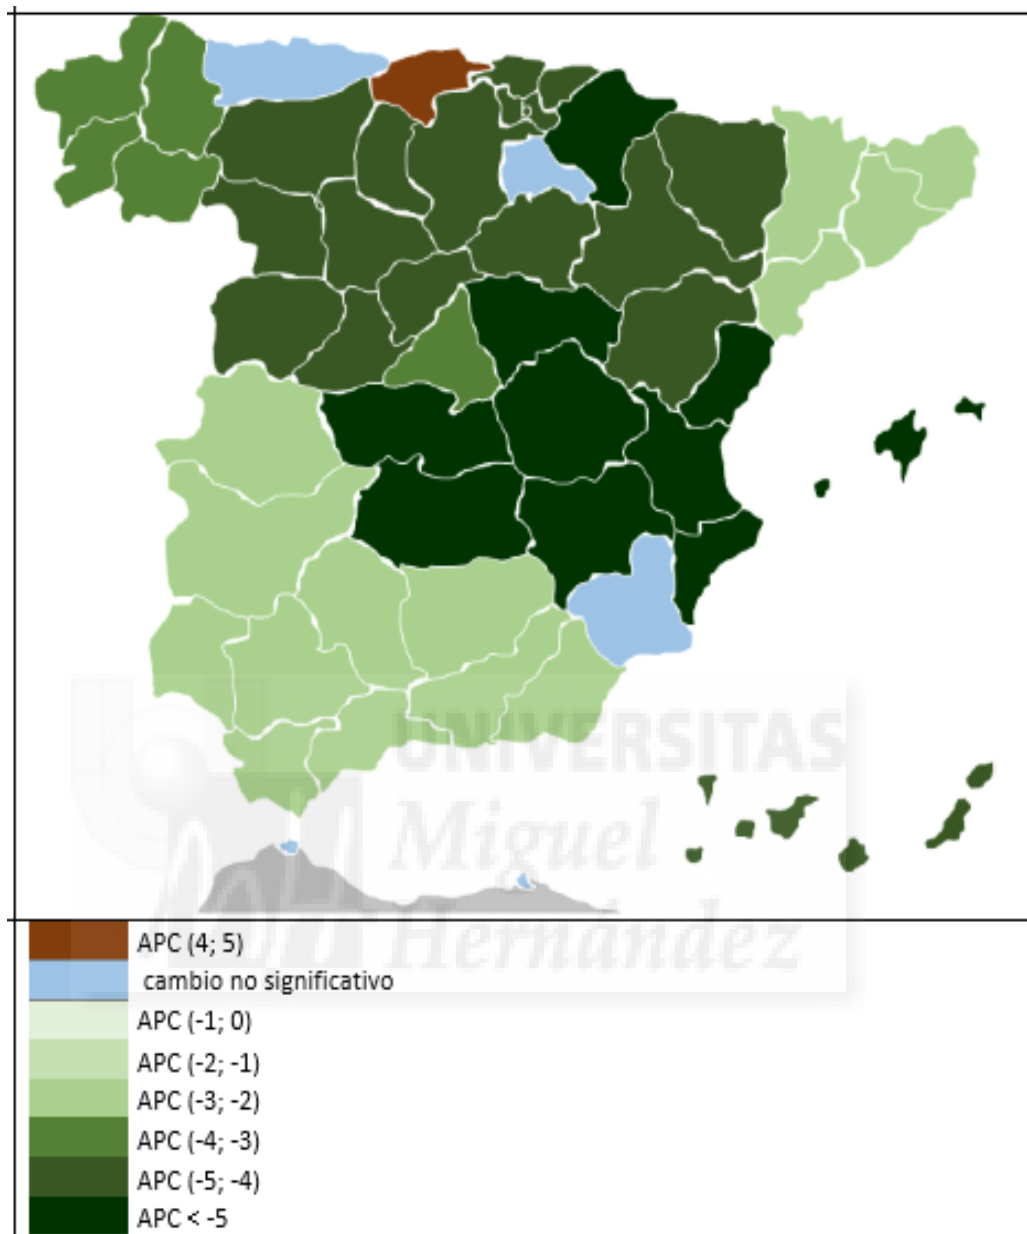 UNIVERSITAS
Miguel
Hernández
APC (4; 5)
cambio no significativo
APC (-1; 0)
APC (-2; -1)
APC (-3; -2)
APC (-4; -3)
APC (-5; -4)
APC < -5